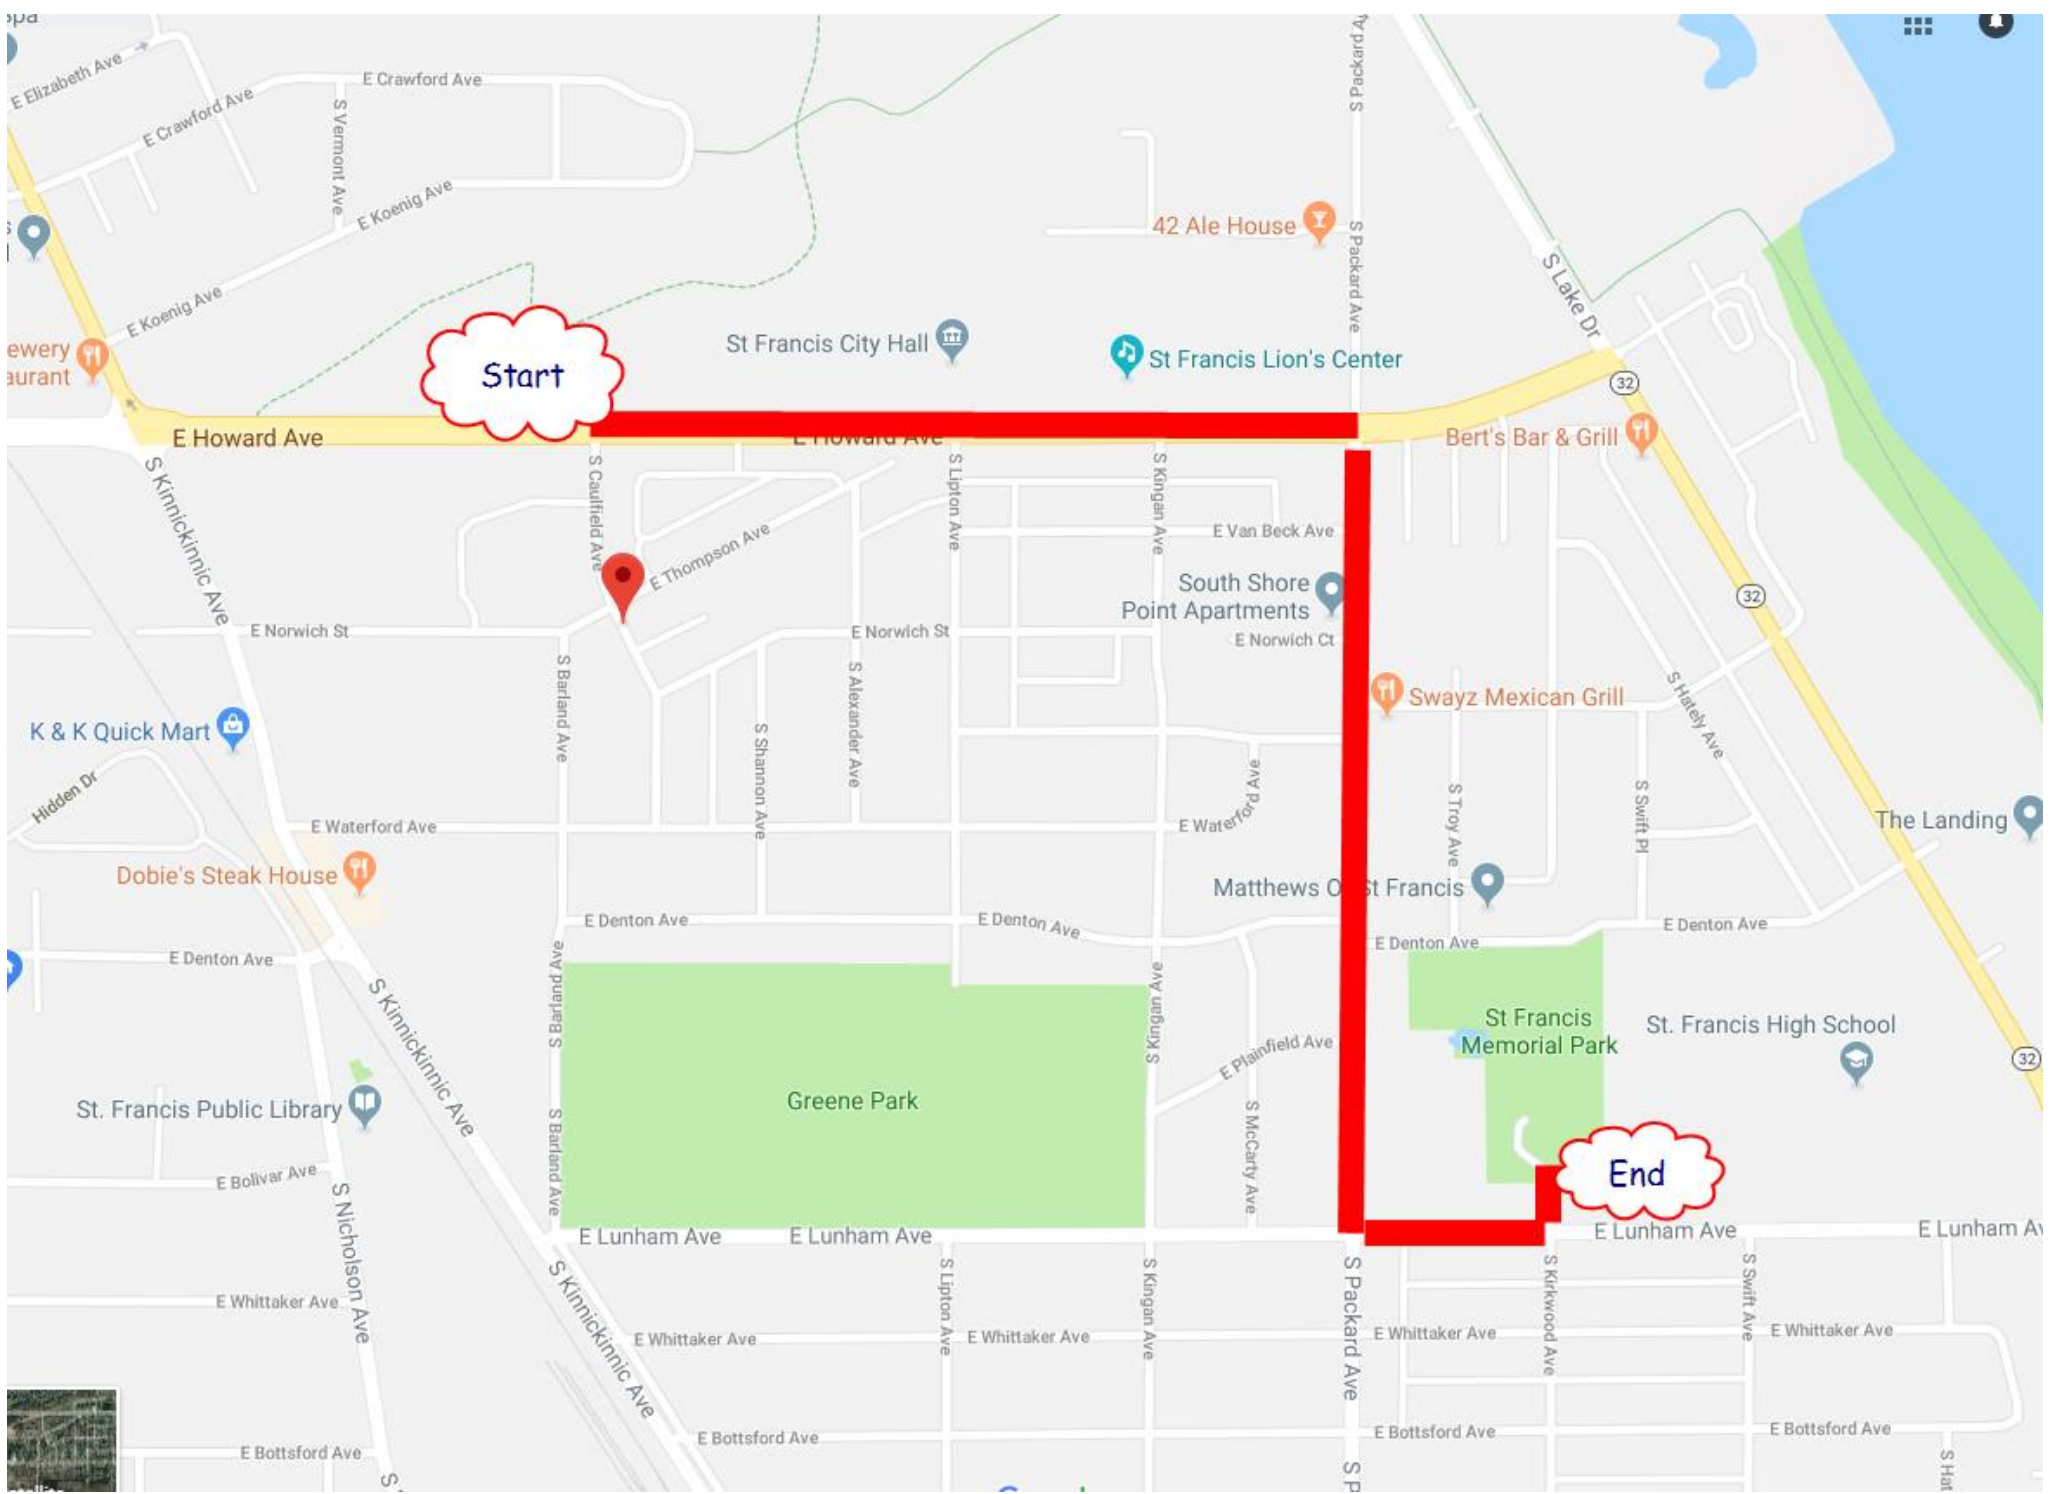 S Packard Av
E Elizabeth Ave
E Crawford Ave
E Crawford Ave
S Vermont Ave
E Koenig Ave
42 Ale House
S Packard Ave
S Lake Dr
E Koenig Ave
St Francis City Hall
St Francis Lion's Center
Start
32
E Howard Ave
E Howard Ave
Bert's Bar & Grill
S Kinnickinnic Ave
S Caulfield Ave
S Lipton Ave
S Kingan Ave
E Van Beck Ave
E Thompson Ave
South Shore
Point Apartments
32
E Norwich St
E Norwich St
E Norwich Ct
S Barland Ave
S Alexander Ave
Swayz Mexican Grill
S Hately Ave
K & K Quick Mart
S Shannon Ave
E Waterford Ave
S Troy Ave
S Swift Pl
Hidden Dr
The Landing
E Waterford Ave
Dobie's Steak House
Matthews Of St Francis
E Denton Ave
E Denton Ave
E Denton Ave
E Denton Ave
E Denton Ave
S Barland Ave
S Kingan Ave
S Kinnickinnic Ave
St Francis
Memorial Park
St. Francis High School
32
E Plainfield Ave
Greene Park
St. Francis Public Library
S Barland Ave
S McCarty Ave
E Bolivar Ave
End
S Nicholson Ave
E Lunham Ave
E Lunham Ave
E Lunham Ave
E Lunham Av
S Kinnickinnic Ave
S Lipton Ave
S Kingan Ave
S Packard Ave
S Kirkwood Ave
S Swift Ave
E Whittaker Ave
E Whittaker Ave
E Whittaker Ave
E Whittaker Ave
E Whittaker Ave
E Bottsford Ave
E Bottsford Ave
E Bottsford Ave
E Bottsford Ave
S P
S Hat